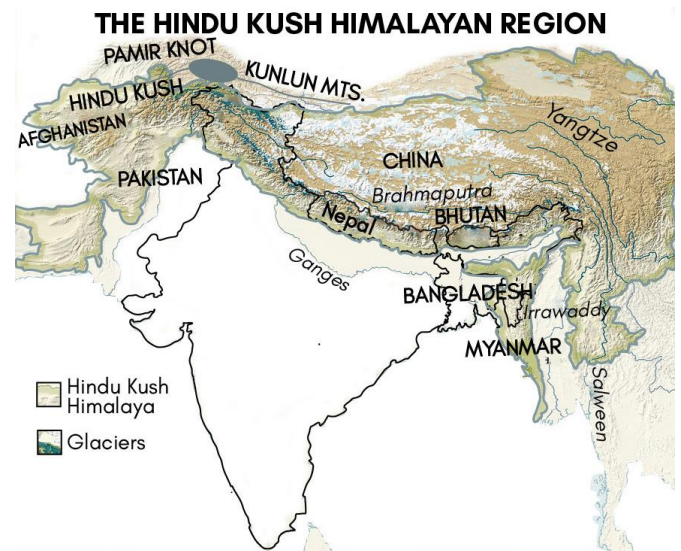 THE HINDU KUSH HIMALAYAN REGION
PAMIR KNOT
KUNLUN MTS.
HINDU KUSH
AFGHANISTAN
Yangtze
CHINA
PAKISTAN
Brahmaputra
Nepal
BHUTAN
Ganges
BANGLADESH
Irrawaddy
MYANMAR
Salween
Hindu Kush
Himalaya
Glaciers